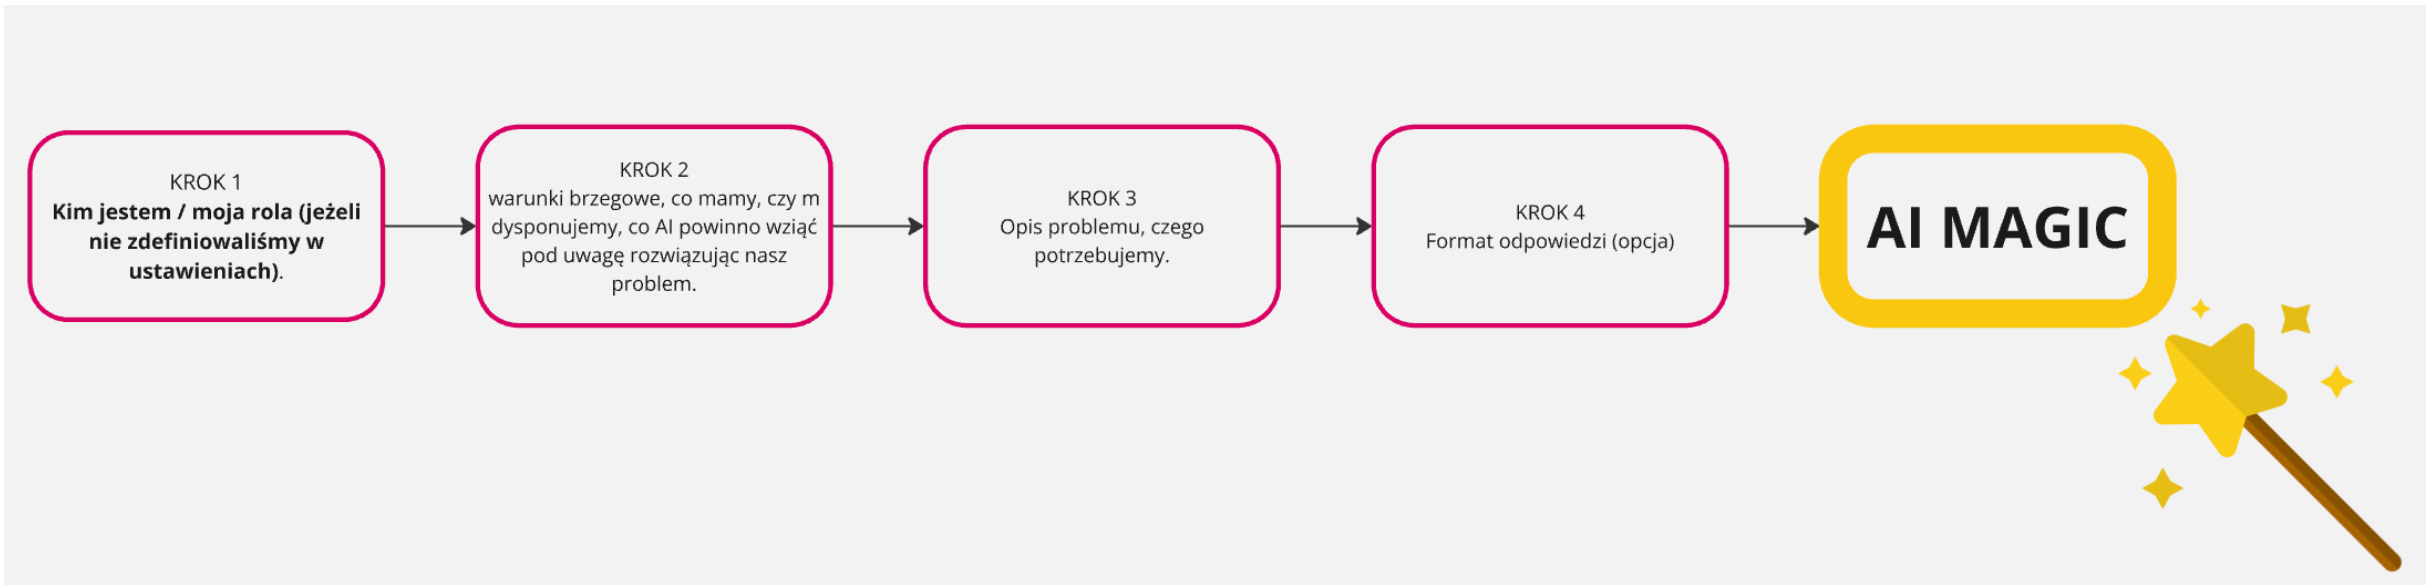 KROK 1
Kim jestem / moja rola (jeżeli
nie zdefiniowaliśmy w
ustawieniach).
KROK 2
warunki brzegowe, co mamy, czy m
dysponujemy, co AI powinno wziąć
pod uwagę rozwiązując nasz
problem.
KROK 3
Opis problemu, czego
potrzebujemy.
KROK 4
Format odpowiedzi (opcja)
AI MAGIC